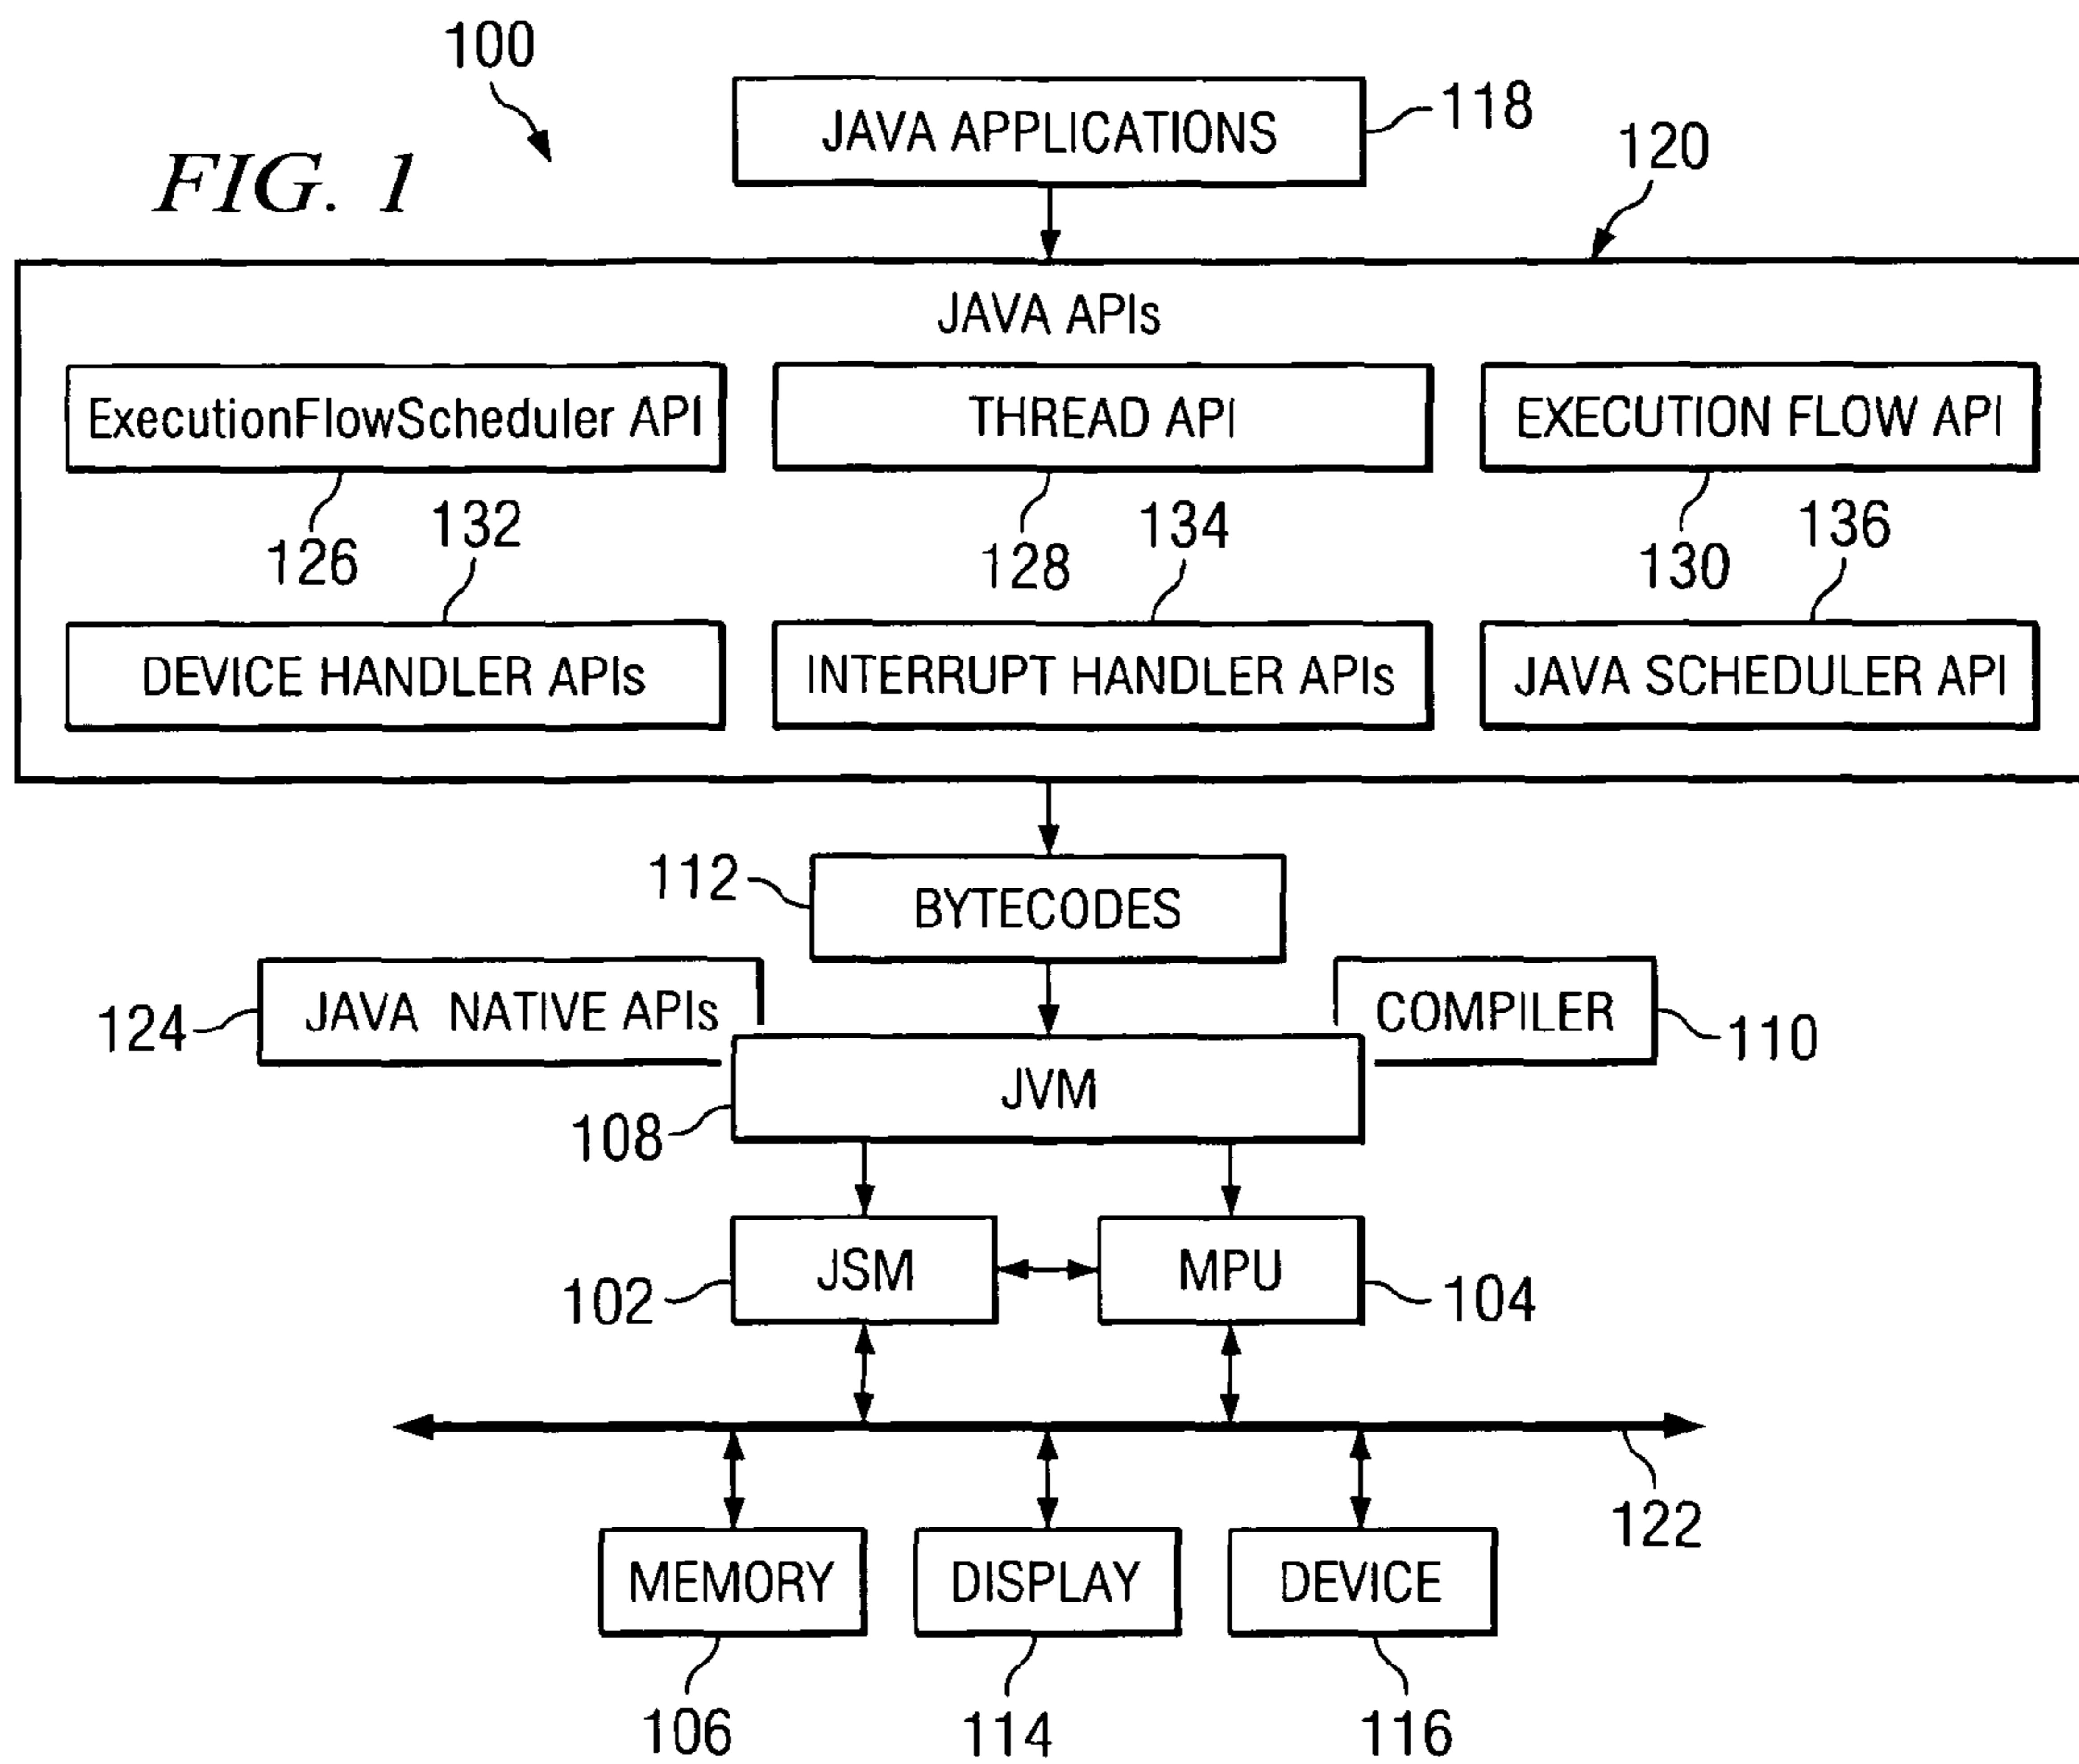 100
JAVA APPLICATIONS
118
FIG. 1
120
JAVA APIs
ExecutionFlowScheduler API
THREAD API
EXECUTION FLOW API
126
132
128
134
130
136
DEVICE HANDLER APIs
INTERRUPT HANDLER APIs
JAVA SCHEDULER API
112
BYTECODES
124
JAVA NATIVE APIs
COMPILER
110
JVM
108
JSM
MPU
102
104
122
MEMORY
DISPLAY
DEVICE
106
114
116